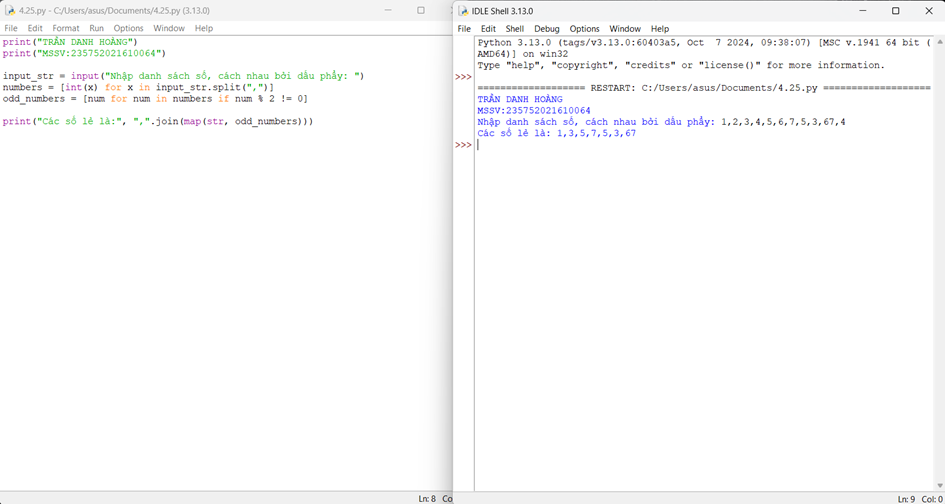 4.25.py - C:/Users/asus/Documents/4.25.py (3.13.0)
File Edit Format Run Options Window Help
print("TRẦN DANH HOÀNG")
print("MSSV:235752021610064")
input_str = input("Nhập danh sách số, cách nhau bởi dấu phẩy: ")
numbers = [int(x) for x in input_str.split(",")]
odd_numbers = [num for num in numbers if num % 2 != 0]
print("Các số lẻ là:", ",".join(map(str, odd_numbers)))
Ln: 8 Co
IDLE Shell 3.13.0
File Edit Shell Debug Options Window Help
Python 3.13.0 (tags/v3.13.0:60403a5, Oct  7 2024, 09:38:07) [MSC v.1941 64 bit (
AMD64)] on win32
Type "help", "copyright", "credits" or "license()" for more information.
>>>
=================== RESTART: C:/Users/asus/Documents/4.25.py ===================
TRẦN DANH HOÀNG
MSSV:235752021610064
Nhập danh sách số, cách nhau bởi dấu phẩy: 1,2,3,4,5,6,7,5,3,67,4
Các số lẻ là: 1,3,5,7,5,3,67
>>>
Ln: 9 Col: 0